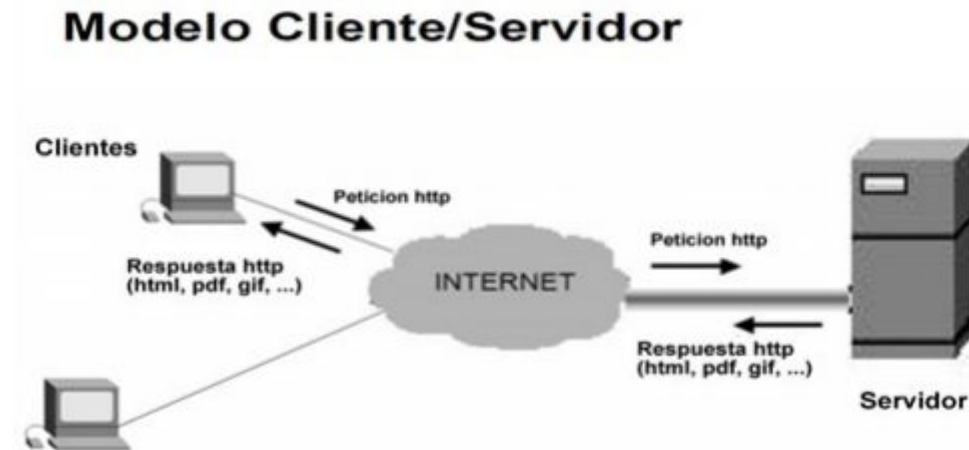 Modelo Cliente/Servidor
Clientes
Peticion http
Respuesta http
(html, pdf, gif, ...)
INTERNET
Peticion http
Respuesta http
(html, pdf, gif, ...)
Servidor